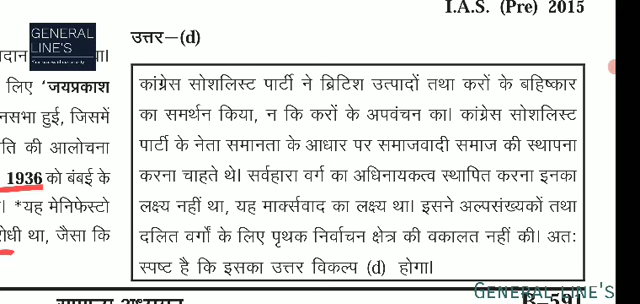 I.A.S. (Pre) 2015
GENERAL
LINE'S
उत्तर–(d)
लिए 'जयप्रकाश
नसभा हुई, जिसमें
ति की आलोचना
1936 को बंबई के
। *यह मेनिफेस्टो
था, जैसा कि
कांग्रेस सोशलिस्ट पार्टी ने ब्रिटिश उत्पादों तथा करों के बहिष्कार
का समर्थन किया, न कि करों के अपवंचन का। कांग्रेस सोशलिस्ट
पार्टी के नेता समानता के आधार पर समाजवादी समाज की स्थापना
करना चाहते थे। सर्वहारा वर्ग का अधिनायकत्व स्थापित करना इनका
लक्ष्य नहीं था, यह मार्क्सवाद का लक्ष्य था। इसने अल्पसंख्यकों तथा
दलित वर्गों के लिए पृथक निर्वाचन क्षेत्र की वकालत नहीं की। अतः
स्पष्ट है कि इसका उत्तर विकल्प (d) होगा।
सामान्य अध्ययन
B–591
GENERAL LINE'S